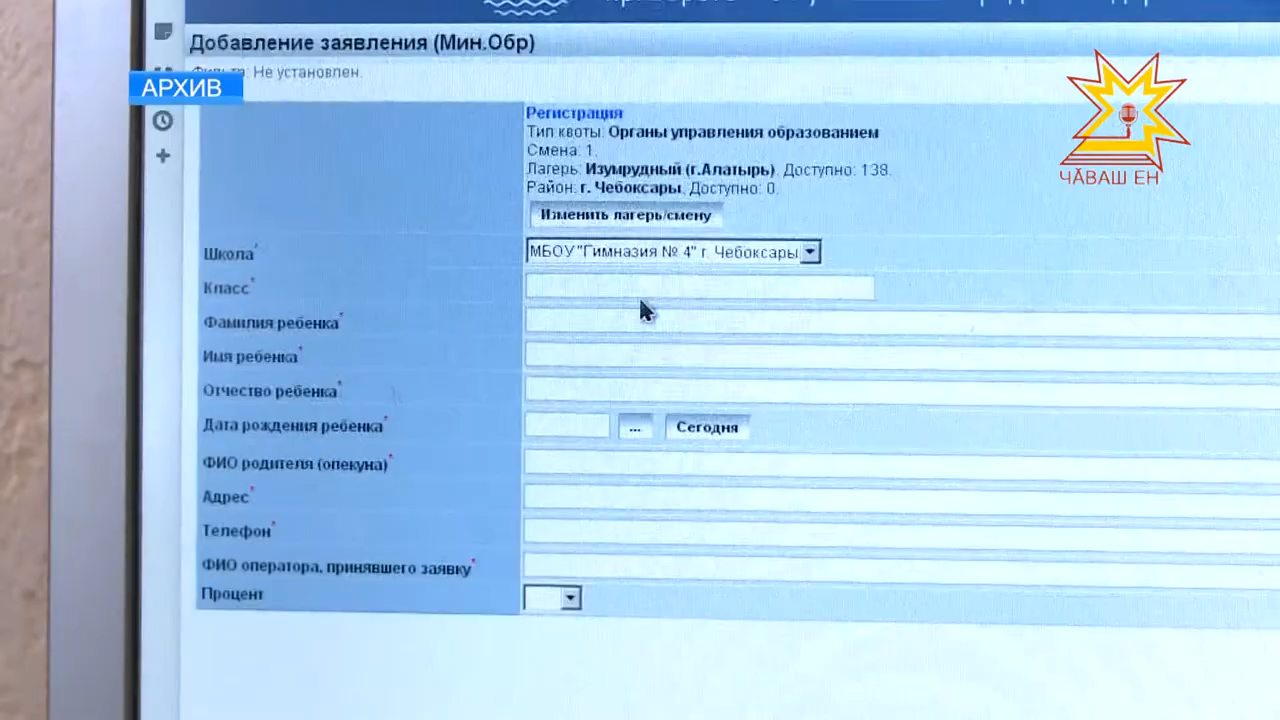 Добавление заявления (Мин.Обр)
Фильтр: Не установлен.
АРХИВ
Регистрация
Тип квоты: Органы управления образованием
Смена: 1.
Лагерь: Изумрудный (г.Алатырь). Доступно: 138.
Район: г. Чебоксары. Доступно: 0.
Изменить лагерь/смену
ЧӐВАШ ЕН
Школа* МБОУ "Гимназия № 4" г. Чебоксары
Класс*
Фамилия ребенка*
Имя ребенка*
Отчество ребенка*
Дата рождения ребенка* ... Сегодня
ФИО родителя (опекуна)*
Адрес*
Телефон*
ФИО оператора, принявшего заявку*
Процент